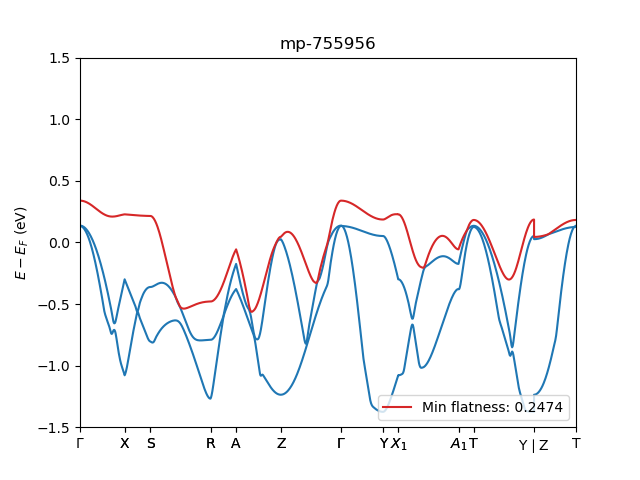 mp-755956
E − E_F (eV)
1.5
1.0
0.5
0.0
−0.5
−1.0
−1.5
Min flatness: 0.2474
Γ X S R A Z Γ Y X₁ A₁ T Y | Z T